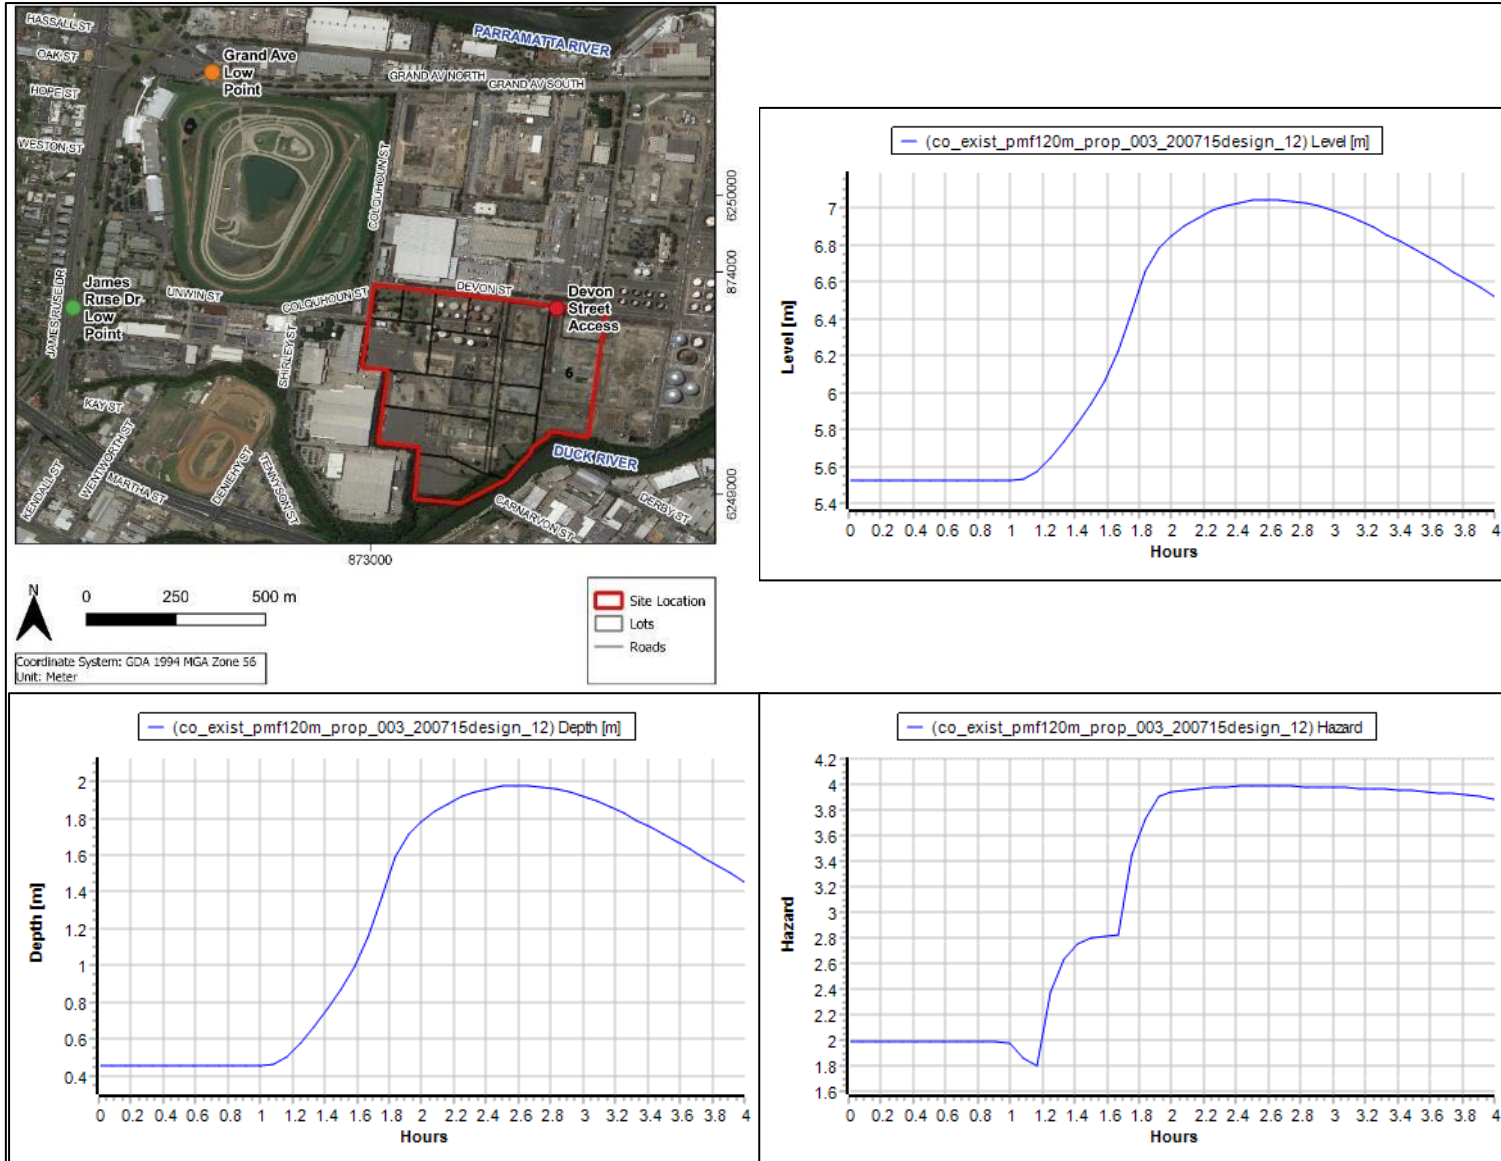 HASSALL ST
OAK ST
HOPE ST
WESTON ST
Grand Ave
Low
Point
PARRAMATTA RIVER
GRAND AV NORTH
GRAND AV SOUTH
COLQUHOUN ST
JAMES RUSE DR
James
Ruse Dr
Low
Point
UNWIN ST
COLQUHOUN ST
DEVON ST
Devon
Street
Access
SHIRLEY ST
6
KAY ST
WENTWORTH ST
KENDALL ST
MARTHA ST
DENIEHY ST
TENNYSON ST
DUCK RIVER
CARNARVON ST
DERBY ST
6250000
874000
6249000
873000
N
0 250 500 m
Coordinate System: GDA 1994 MGA Zone 56
Unit: Meter
Site Location
Lots
Roads
(co_exist_pmf120m_prop_003_200715design_12) Level [m]
Level [m]
7
6.8
6.6
6.4
6.2
6
5.8
5.6
5.4
0 0.2 0.4 0.6 0.8 1 1.2 1.4 1.6 1.8 2 2.2 2.4 2.6 2.8 3 3.2 3.4 3.6 3.8 4
Hours
(co_exist_pmf120m_prop_003_200715design_12) Depth [m]
Depth [m]
2
1.8
1.6
1.4
1.2
1
0.8
0.6
0.4
0 0.2 0.4 0.6 0.8 1 1.2 1.4 1.6 1.8 2 2.2 2.4 2.6 2.8 3 3.2 3.4 3.6 3.8 4
Hours
(co_exist_pmf120m_prop_003_200715design_12) Hazard
Hazard
4.2
4
3.8
3.6
3.4
3.2
3
2.8
2.6
2.4
2.2
2
1.8
1.6
0 0.2 0.4 0.6 0.8 1 1.2 1.4 1.6 1.8 2 2.2 2.4 2.6 2.8 3 3.2 3.4 3.6 3.8 4
Hours